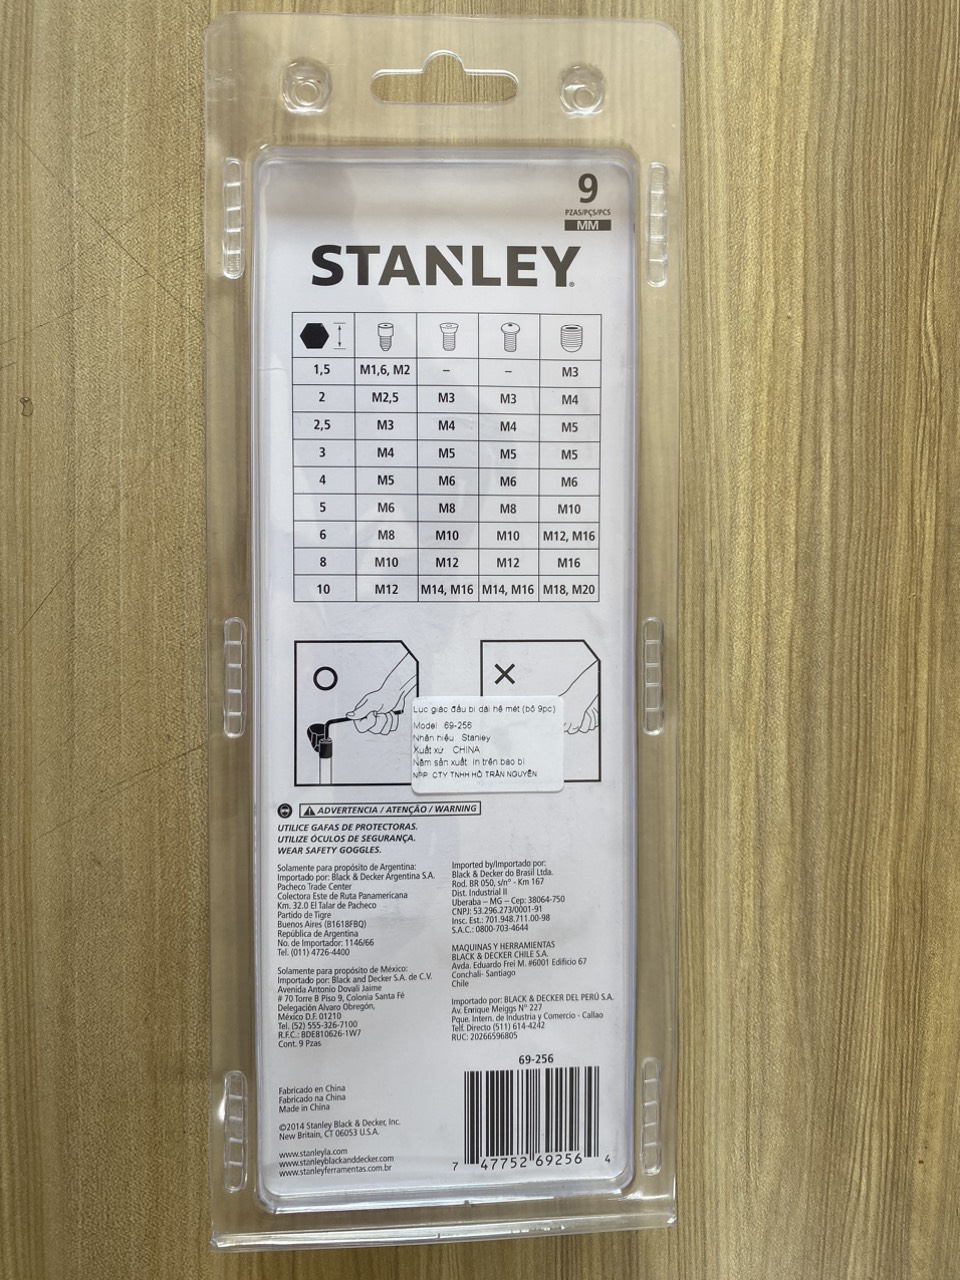 9
PZAS/PÇS/PCS
MM
STANLEY®
1,5 M1,6, M2 – – M3
2 M2,5 M3 M3 M4
2,5 M3 M4 M4 M5
3 M4 M5 M5 M5
4 M5 M6 M6 M6
5 M6 M8 M8 M10
6 M8 M10 M10 M12, M16
8 M10 M12 M12 M16
10 M12 M14, M16 M14, M16 M18, M20
Lục giác đầu bi dài hệ mét (bộ 9pc)
Model: 69-256
Nhãn hiệu: Stanley
Xuất xứ: CHINA
Năm sản xuất: In trên bao bì
NPP: CTY TNHH HỒ TRẦN NGUYỄN
ADVERTENCIA / ATENÇÃO / WARNING
UTILICE GAFAS DE PROTECTORAS.
UTILIZE ÓCULOS DE SEGURANÇA.
WEAR SAFETY GOGGLES.
Solamente para propósito de Argentina:
Importado por: Black & Decker Argentina S.A.
Pacheco Trade Center
Colectora Este de Ruta Panamericana
Km. 32.0 El Talar de Pacheco
Partido de Tigre
Buenos Aires (B1618FBQ)
República de Argentina
No. de Importador: 1146/66
Tel. (011) 4726-4400
Solamente para propósito de México:
Importado por: Black and Decker S.A. de C.V.
Avenida Antonio Dovali Jaime
# 70 Torre B Piso 9, Colonia Santa Fé
Delegación Alvaro Obregón,
México D.F. 01210
Tel. (52) 555-326-7100
R.F.C.: BDE810626-1W7
Cont. 9 Pzas
Imported by/Importado por:
Black & Decker do Brasil Ltda.
Rod. BR 050, s/nº - Km 167
Dist. Industrial II
Uberaba – MG – Cep: 38064-750
CNPJ: 53.296.273/0001-91
Insc. Est.: 701.948.711.00-98
S.A.C.: 0800-703-4644
MAQUINAS Y HERRAMIENTAS
BLACK & DECKER CHILE S.A.
Avda. Eduardo Frei M. #6001 Edificio 67
Conchali- Santiago
Chile
Importado por: BLACK & DECKER DEL PERÚ S.A.
Av. Enrique Meiggs Nº 227
Pque. Intern. de Industria y Comercio - Callao
Telf. Directo (511) 614-4242
RUC: 20266596805
Fabricado en China
Fabricado na China
Made in China
©2014 Stanley Black & Decker, Inc.
New Britain, CT 06053 U.S.A.
www.stanleyla.com
www.stanleyblackanddecker.com
www.stanleyferramentas.com.br
69-256
7 47752 69256 4